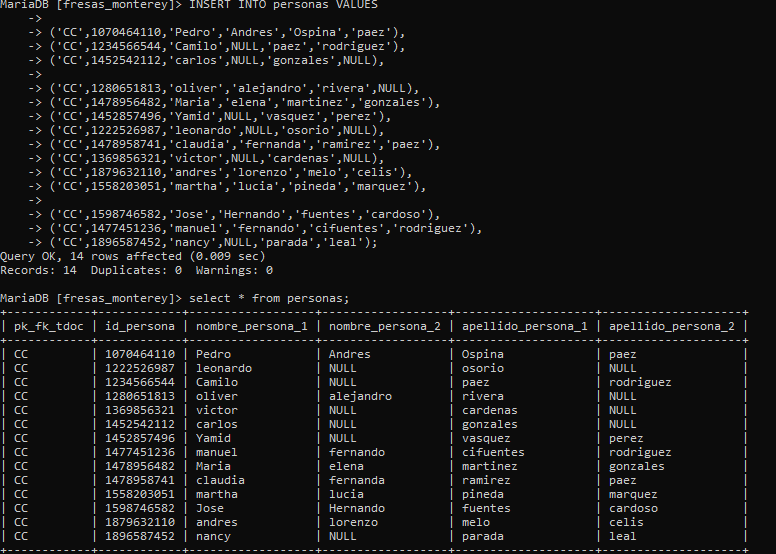 MariaDB [fresas_monterey]> INSERT INTO personas VALUES
    ->
    -> ('CC',1070464110,'Pedro','Andres','Ospina','paez'),
    -> ('CC',1234566544,'Camilo',NULL,'paez','rodriguez'),
    -> ('CC',1452542112,'carlos',NULL,'gonzales',NULL),
    ->
    -> ('CC',1280651813,'oliver','alejandro','rivera',NULL),
    -> ('CC',1478956482,'Maria','elena','martinez','gonzales'),
    -> ('CC',1452857496,'Yamid',NULL,'vasquez','perez'),
    -> ('CC',1222526987,'leonardo',NULL,'osorio',NULL),
    -> ('CC',1478958741,'claudia','fernanda','ramirez','paez'),
    -> ('CC',1369856321,'victor',NULL,'cardenas',NULL),
    -> ('CC',1879632110,'andres','lorenzo','melo','celis'),
    -> ('CC',1558203051,'martha','lucia','pineda','marquez'),
    ->
    -> ('CC',1598746582,'Jose','Hernando','fuentes','cardoso'),
    -> ('CC',1477451236,'manuel','fernando','cifuentes','rodriguez'),
    -> ('CC',1896587452,'nancy',NULL,'parada','leal');
Query OK, 14 rows affected (0.009 sec)
Records: 14  Duplicates: 0  Warnings: 0

MariaDB [fresas_monterey]> select * from personas;
+------------+------------+------------------+------------------+--------------------+--------------------+
| pk_fk_tdoc | id_persona | nombre_persona_1 | nombre_persona_2 | apellido_persona_1 | apellido_persona_2 |
+------------+------------+------------------+------------------+--------------------+--------------------+
| CC         | 1070464110 | Pedro            | Andres           | Ospina             | paez               |
| CC         | 1222526987 | leonardo         | NULL             | osorio             | NULL               |
| CC         | 1234566544 | Camilo           | NULL             | paez               | rodriguez          |
| CC         | 1280651813 | oliver           | alejandro        | rivera             | NULL               |
| CC         | 1369856321 | victor           | NULL             | cardenas           | NULL               |
| CC         | 1452542112 | carlos           | NULL             | gonzales           | NULL               |
| CC         | 1452857496 | Yamid            | NULL             | vasquez            | perez              |
| CC         | 1477451236 | manuel           | fernando         | cifuentes          | rodriguez          |
| CC         | 1478956482 | Maria            | elena            | martinez           | gonzales           |
| CC         | 1478958741 | claudia          | fernanda         | ramirez            | paez               |
| CC         | 1558203051 | martha           | lucia            | pineda             | marquez            |
| CC         | 1598746582 | Jose             | Hernando         | fuentes            | cardoso            |
| CC         | 1879632110 | andres           | lorenzo          | melo               | celis              |
| CC         | 1896587452 | nancy            | NULL             | parada             | leal               |
+------------+------------+------------------+------------------+--------------------+--------------------+